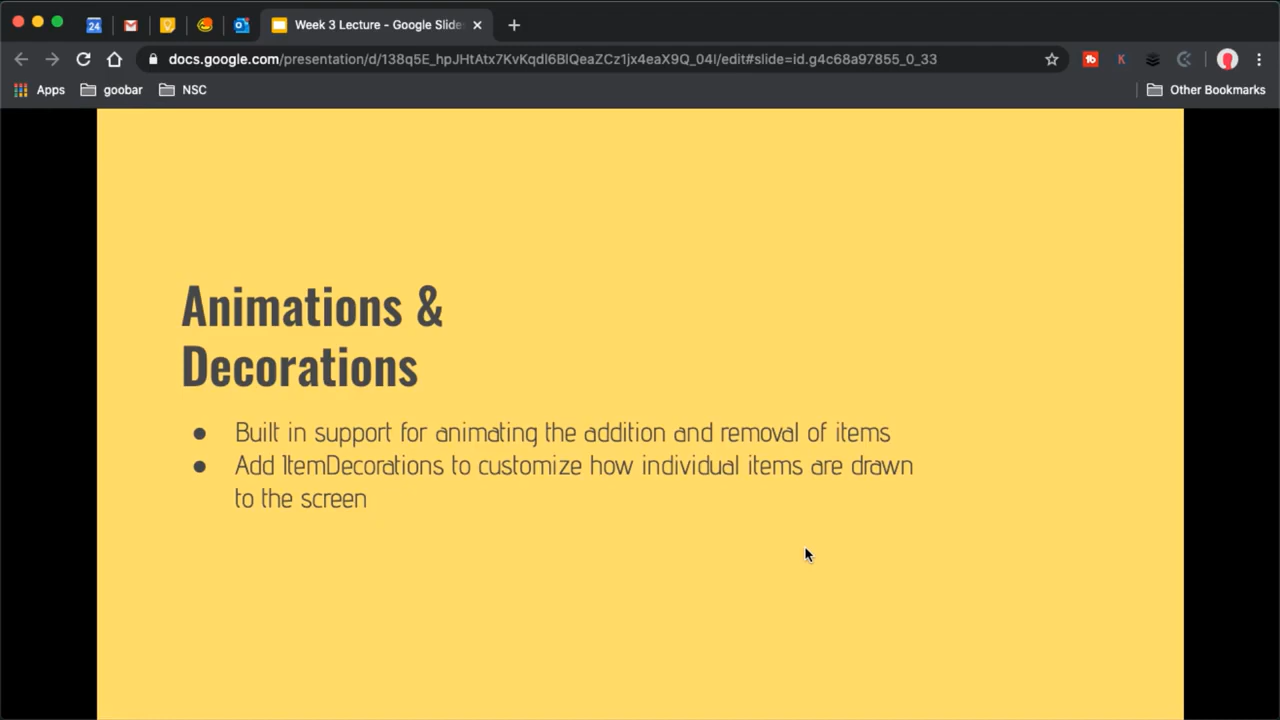 24
Week 3 Lecture - Google Slide
docs.google.com/presentation/d/138q5E_hpJHtAtx7KvKqdl6BlQeaZCz1jx4eaX9Q_04I/edit#slide=id.g4c68a97855_0_33
K
Apps
goobar
NSC
Other Bookmarks
Animations &
Decorations
● Built in support for animating the addition and removal of items
● Add ItemDecorations to customize how individual items are drawn
to the screen